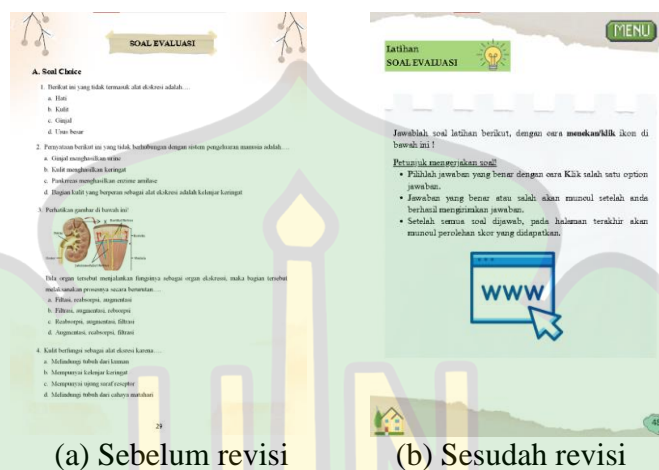 SOAL EVALUASI
A. Soal Choice
1. Berikut ini yang tidak termasuk alat ekskresi adalah....
a. Hati
b. Kulit
c. Ginjal
d. Usus besar
2. Pernyataan berikut ini yang tidak berhubungan dengan sistem pengeluaran manusia adalah....
a. Ginjal menghasilkan urine
b. Kulit menghasilkan keringat
c. Pankreas menghasilkan enzime amilase
d. Bagian kulit yang berperan sebagai alat ekskresi adalah kelenjar keringat
3. Perhatikan gambar di bawah ini!
organ tersebut menjalankan fungsinya sebagai organ ekskresi, maka bagian tersebut
melaksanakan prosesnya secara berurutan ....
a. Filtasi, reabsorpsi, augmentasi
b. Filtrasi, augmentasi, rebsorpsi
c. Reabsorpsi, augmentasi, filtrasi
d. Augmentasi, reabsorpsi, filtrasi
4. Kulit berfungsi sebagai alat ekskresi karena....
a. Melindungi tubuh dari kuman
b. Mempunyai kelenjar keringat
c. Mempunyai ujung saraf reseptor
d. Melindungi tubuh dari cahaya matahari
29
(a) Sebelum revisi
MENU
Latihan
SOAL EVALUASI
Jawablah soal latihan berikut, dengan cara menekan/klik ikon di
bawah ini !
Petunjuk mengerjakan soal!
• Pilihlah jawaban yang benar dengan cara Klik salah satu option
jawaban.
• Jawaban yang benar atau salah akan muncul setelah anda
berhasil mengirimkan jawaban.
• Setelah semua soal dijawab, pada halaman terakhir akan
muncul perolehan skor yang didapatkan.
WWW
(b) Sesudah revisi